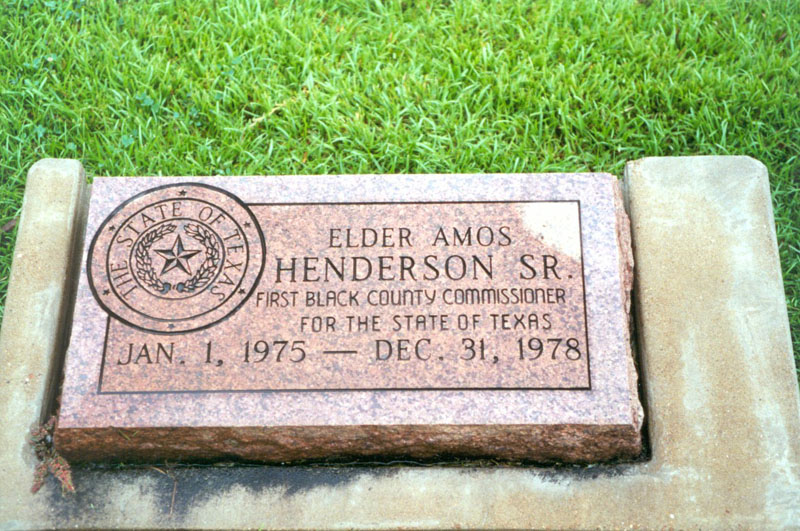 THE STATE OF TEXAS
ELDER AMOS
HENDERSON SR.
FIRST BLACK COUNTY COMMISSIONER
FOR THE STATE OF TEXAS
JAN. 1, 1975 — DEC. 31, 1978